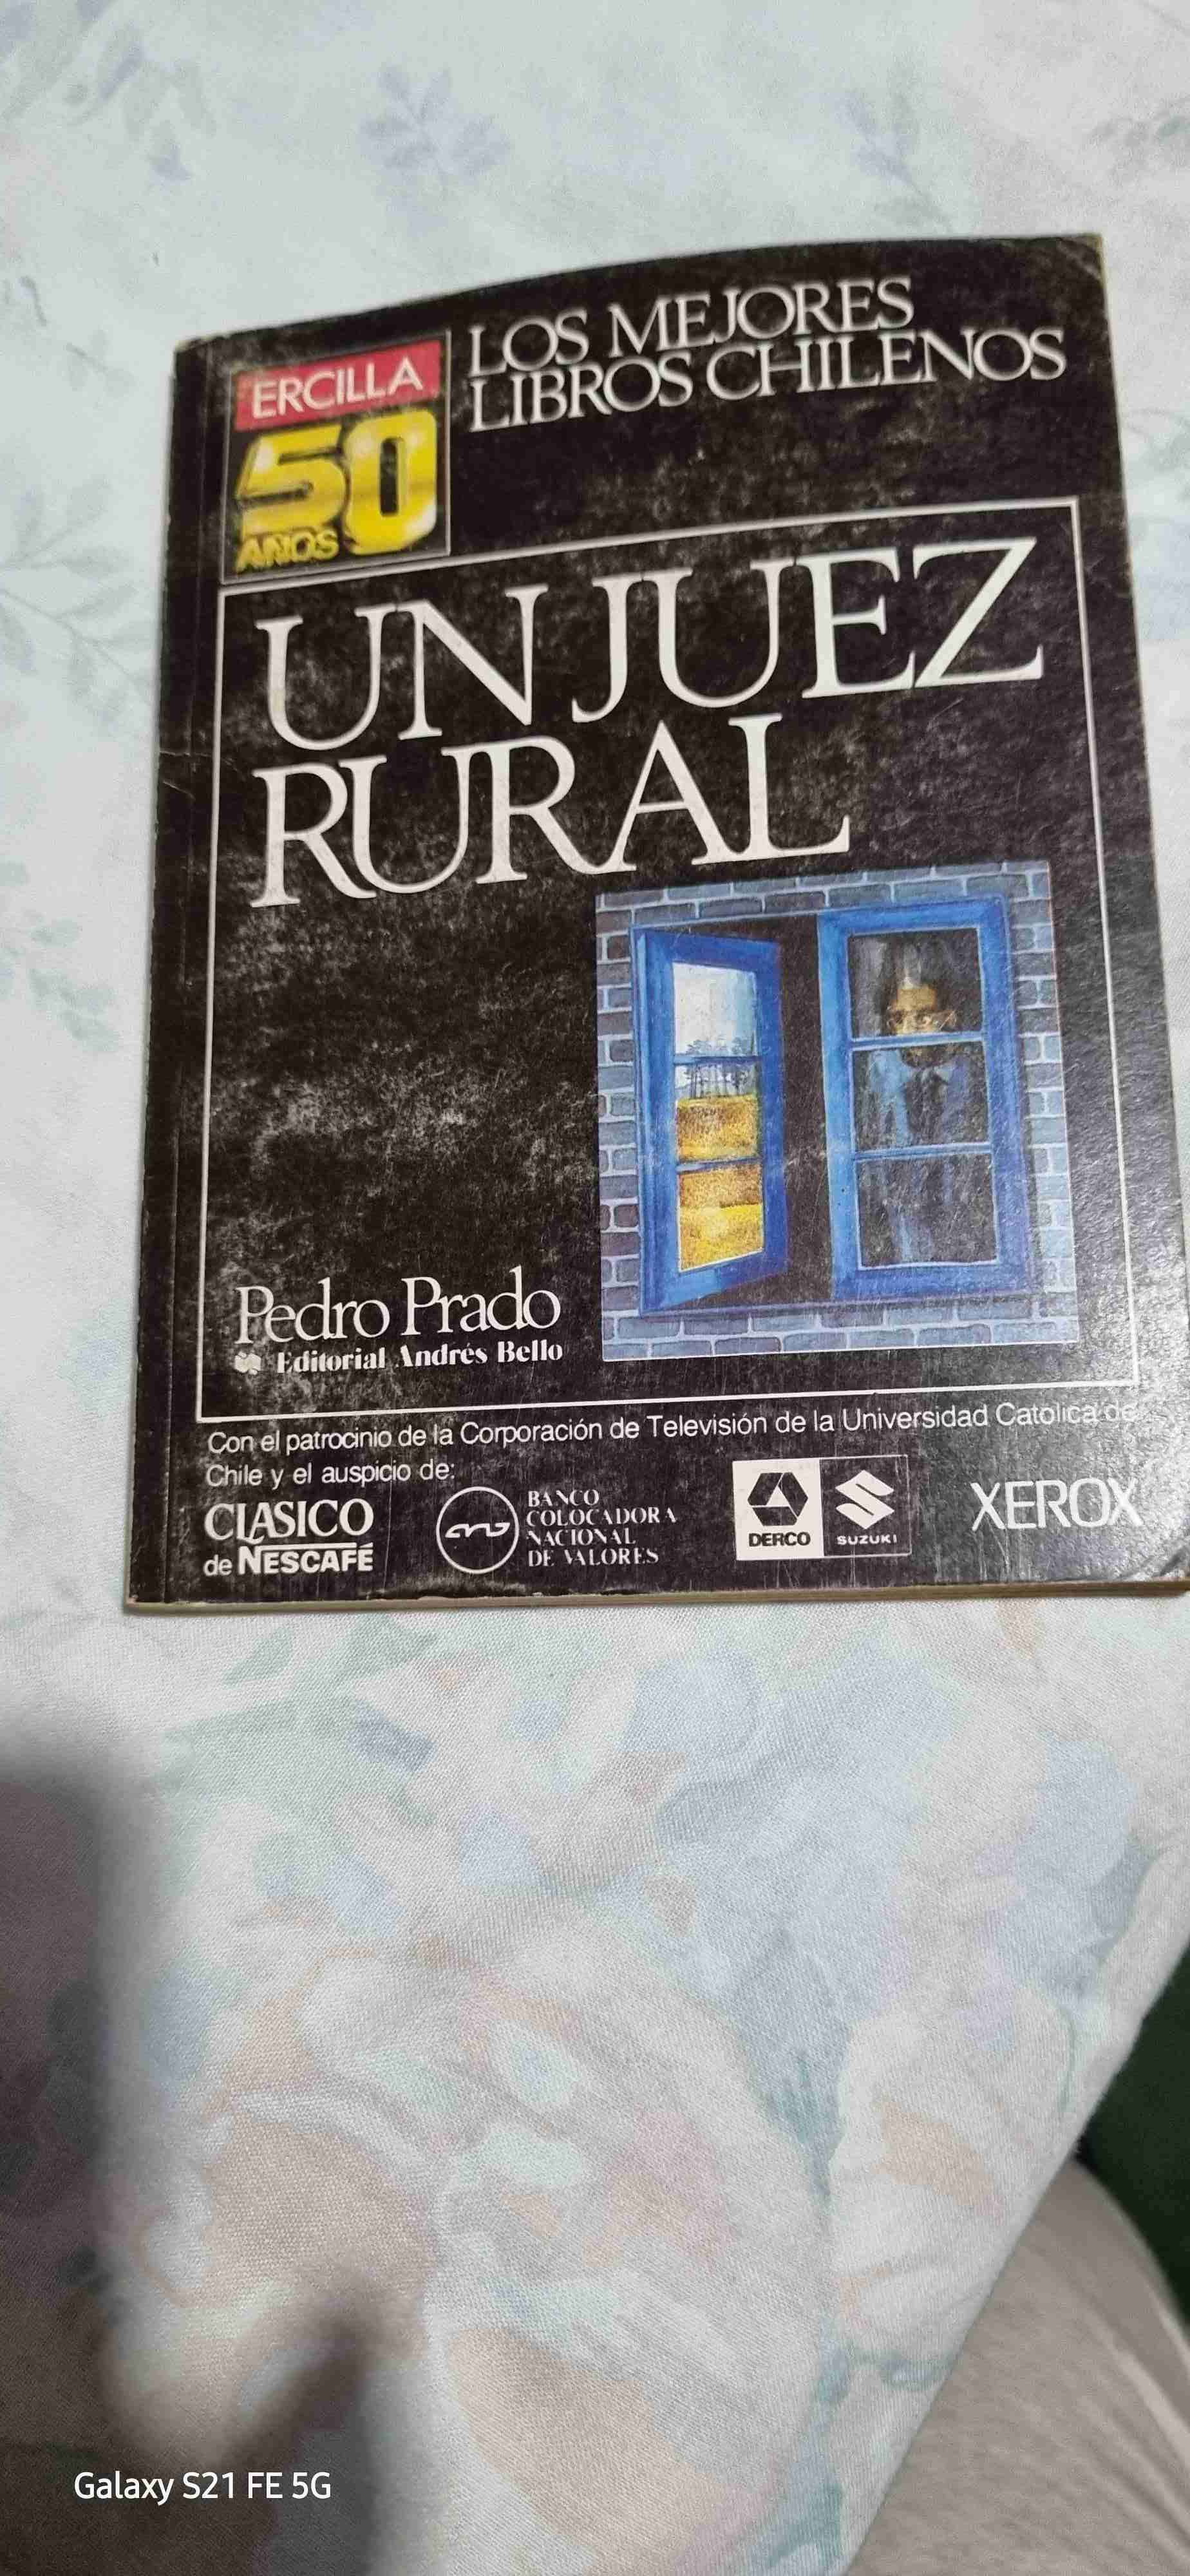 ERCILLA
50
AÑOS
LOS MEJORES
LIBROS CHILENOS
UN JUEZ
RURAL
Pedro Prado
Editorial Andrés Bello
Con el patrocinio de la Corporación de Televisión de la Universidad Católica de
Chile y el auspicio de:
CLASICO
de NESCAFÉ
BANCO
COLOCADORA
NACIONAL
DE VALORES
DERCO
SUZUKI
XEROX
Galaxy S21 FE 5G